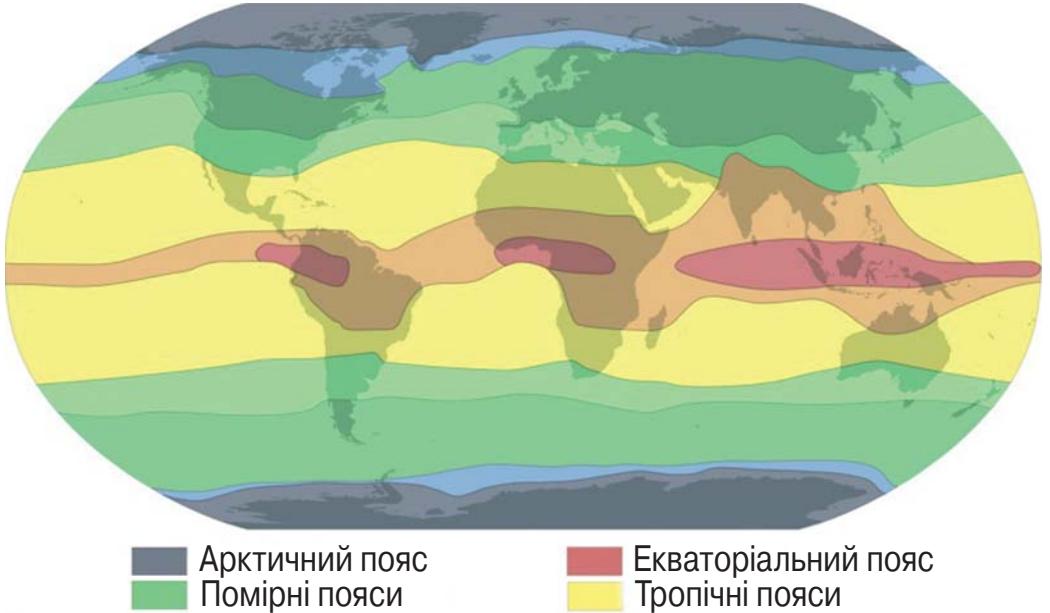 Арктичний пояс
Помірні пояси
Екваторіальний пояс
Тропічні пояси